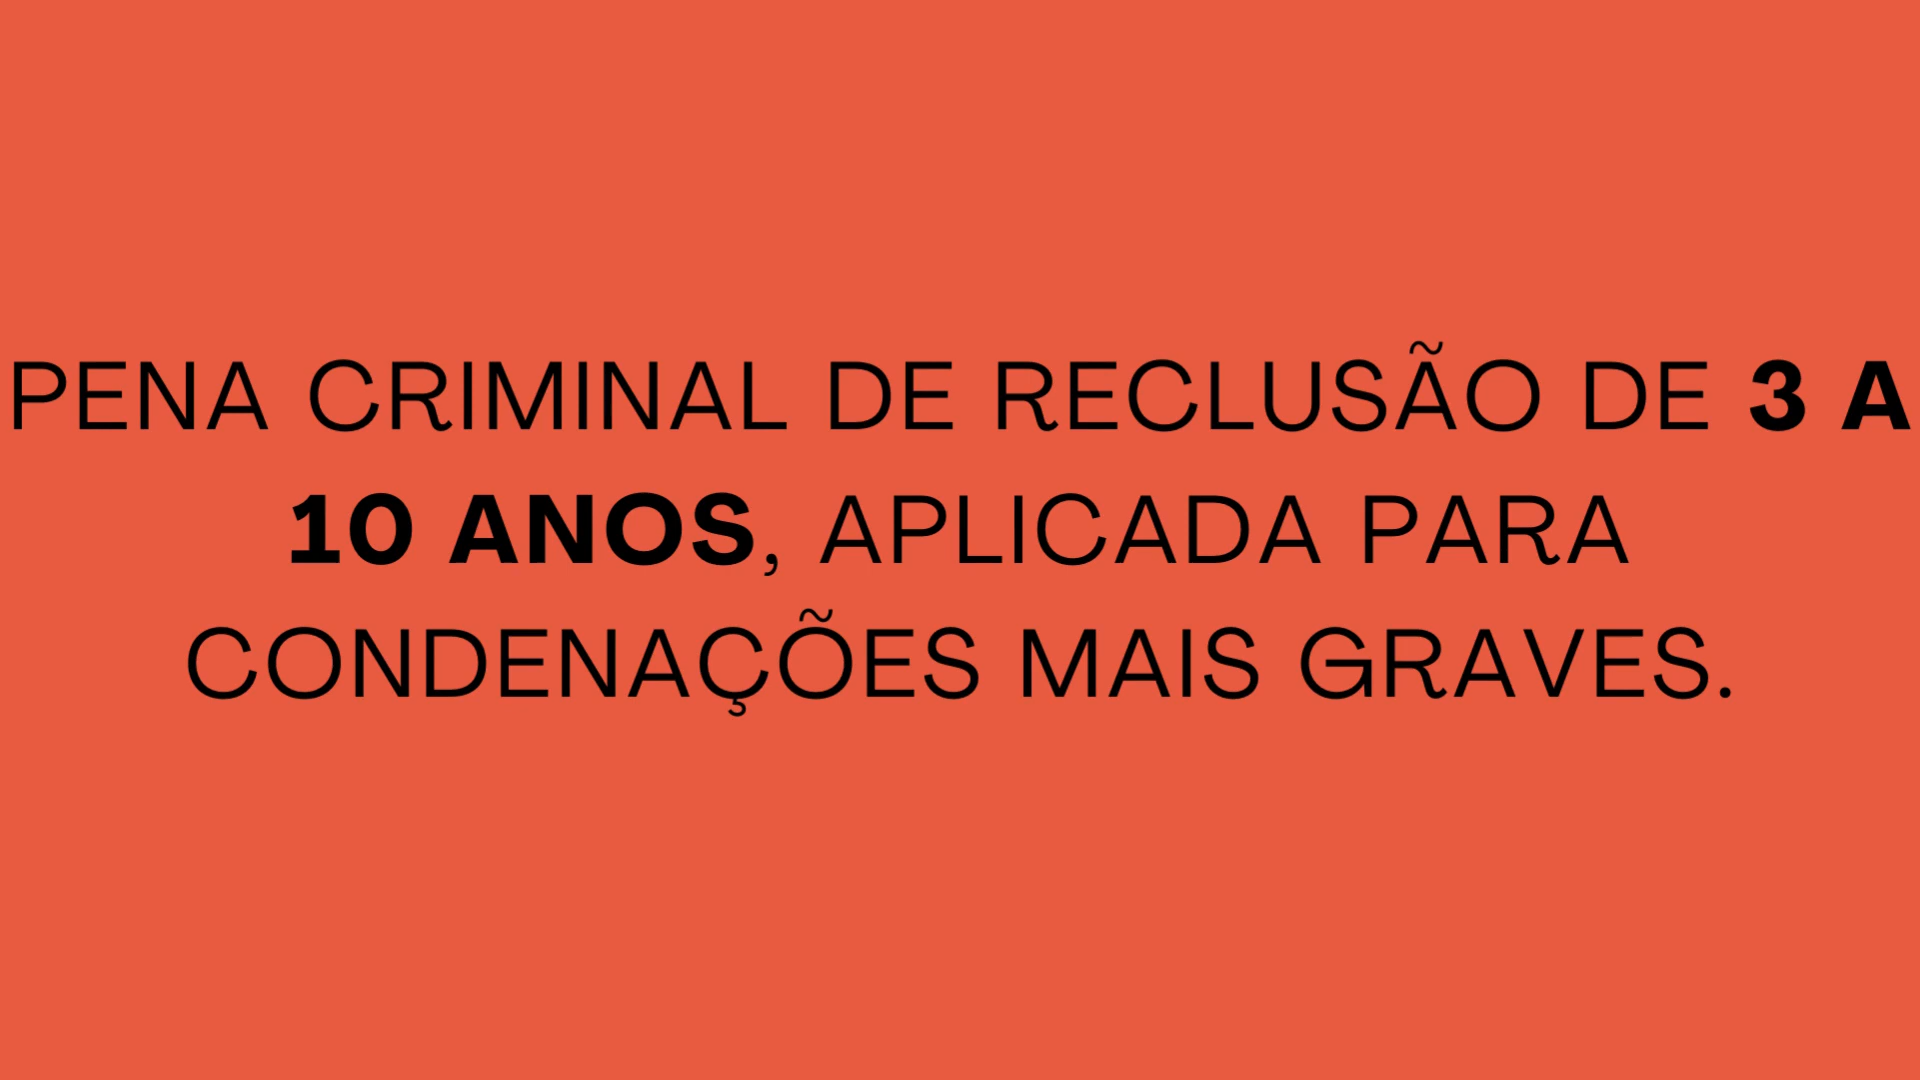 PENA CRIMINAL DE RECLUSÃO DE 3 A
10 ANOS, APLICADA PARA
CONDENAÇÕES MAIS GRAVES.